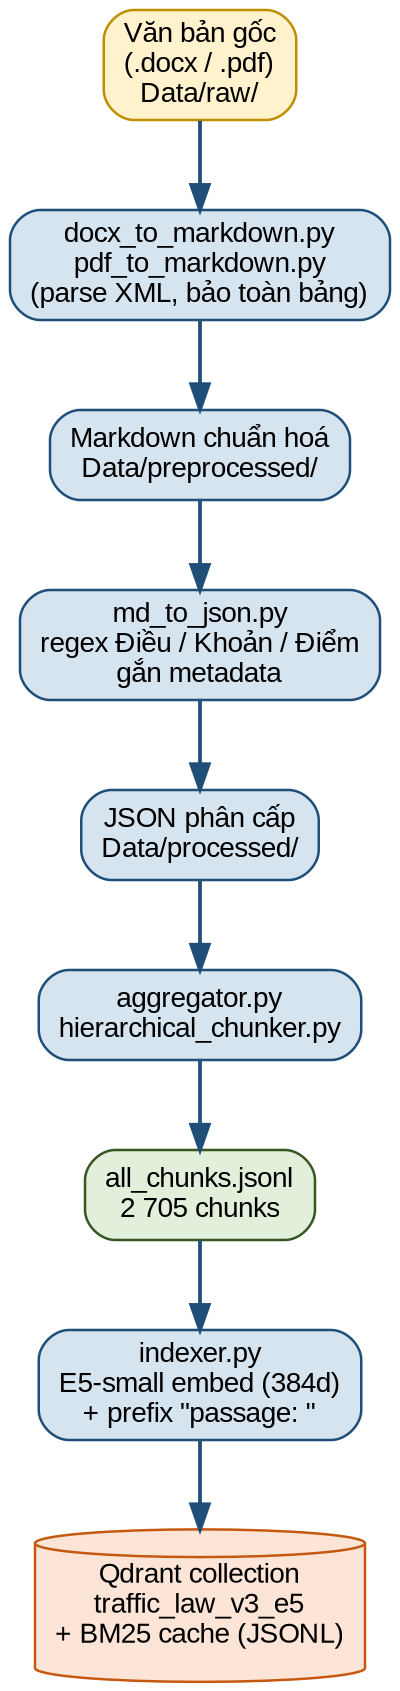 Văn bản gốc
(.docx / .pdf)
Data/raw/
docx_to_markdown.py
pdf_to_markdown.py
(parse XML, bảo toàn bảng)
Markdown chuẩn hoá
Data/preprocessed/
md_to_json.py
regex Điều / Khoản / Điểm
gắn metadata
JSON phân cấp
Data/processed/
aggregator.py
hierarchical_chunker.py
all_chunks.jsonl
2 705 chunks
indexer.py
E5-small embed (384d)
+ prefix "passage: "
Qdrant collection
traffic_law_v3_e5
+ BM25 cache (JSONL)